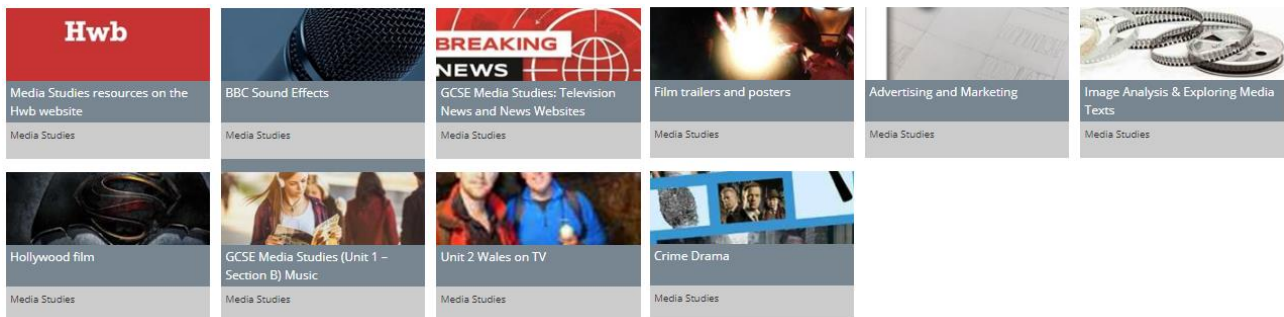 Hwb
Media Studies resources on the
Hwb website
Media Studies
BBC Sound Effects
Media Studies
BREAKING
NEWS
GCSE Media Studies: Television
News and News Websites
Media Studies
Film trailers and posters
Media Studies
Advertising and Marketing
Media Studies
Image Analysis & Exploring Media
Texts
Media Studies
Hollywood film
Media Studies
GCSE Media Studies (Unit 1 –
Section B) Music
Media Studies
Unit 2 Wales on TV
Media Studies
Crime Drama
Media Studies